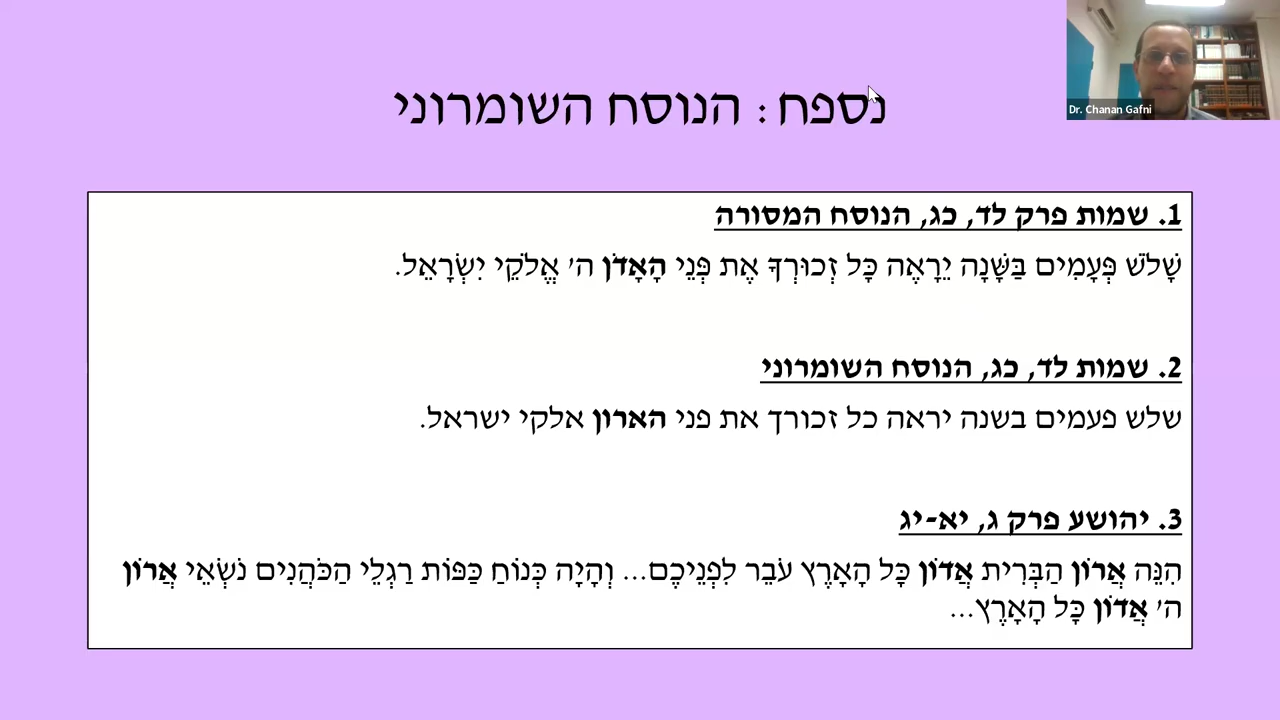 Dr. Chanan Gafni
נספח: הנוסח השומרוני
1. שמות פרק לד, כג, הנוסח המסורה
שָׁלֹשׁ פְּעָמִים בַּשָּׁנָה יֵרָאֶה כָּל זְכוּרְךָ אֶת פְּנֵי הָאָדֹן ה' אֱלֹקֵי יִשְׂרָאֵל.
2. שמות לד, כג, הנוסח השומרוני
שלש פעמים בשנה יראה כל זכורך את פני הארון אלקי ישראל.
3. יהושע פרק ג, יא-יג
הִנֵּה אֲרוֹן הַבְּרִית אֲדוֹן כָּל הָאָרֶץ עֹבֵר לִפְנֵיכֶם... וְהָיָה כְּנוֹחַ כַּפּוֹת רַגְלֵי הַכֹּהֲנִים נֹשְׂאֵי אֲרוֹן
ה' אֲדוֹן כָּל הָאָרֶץ...